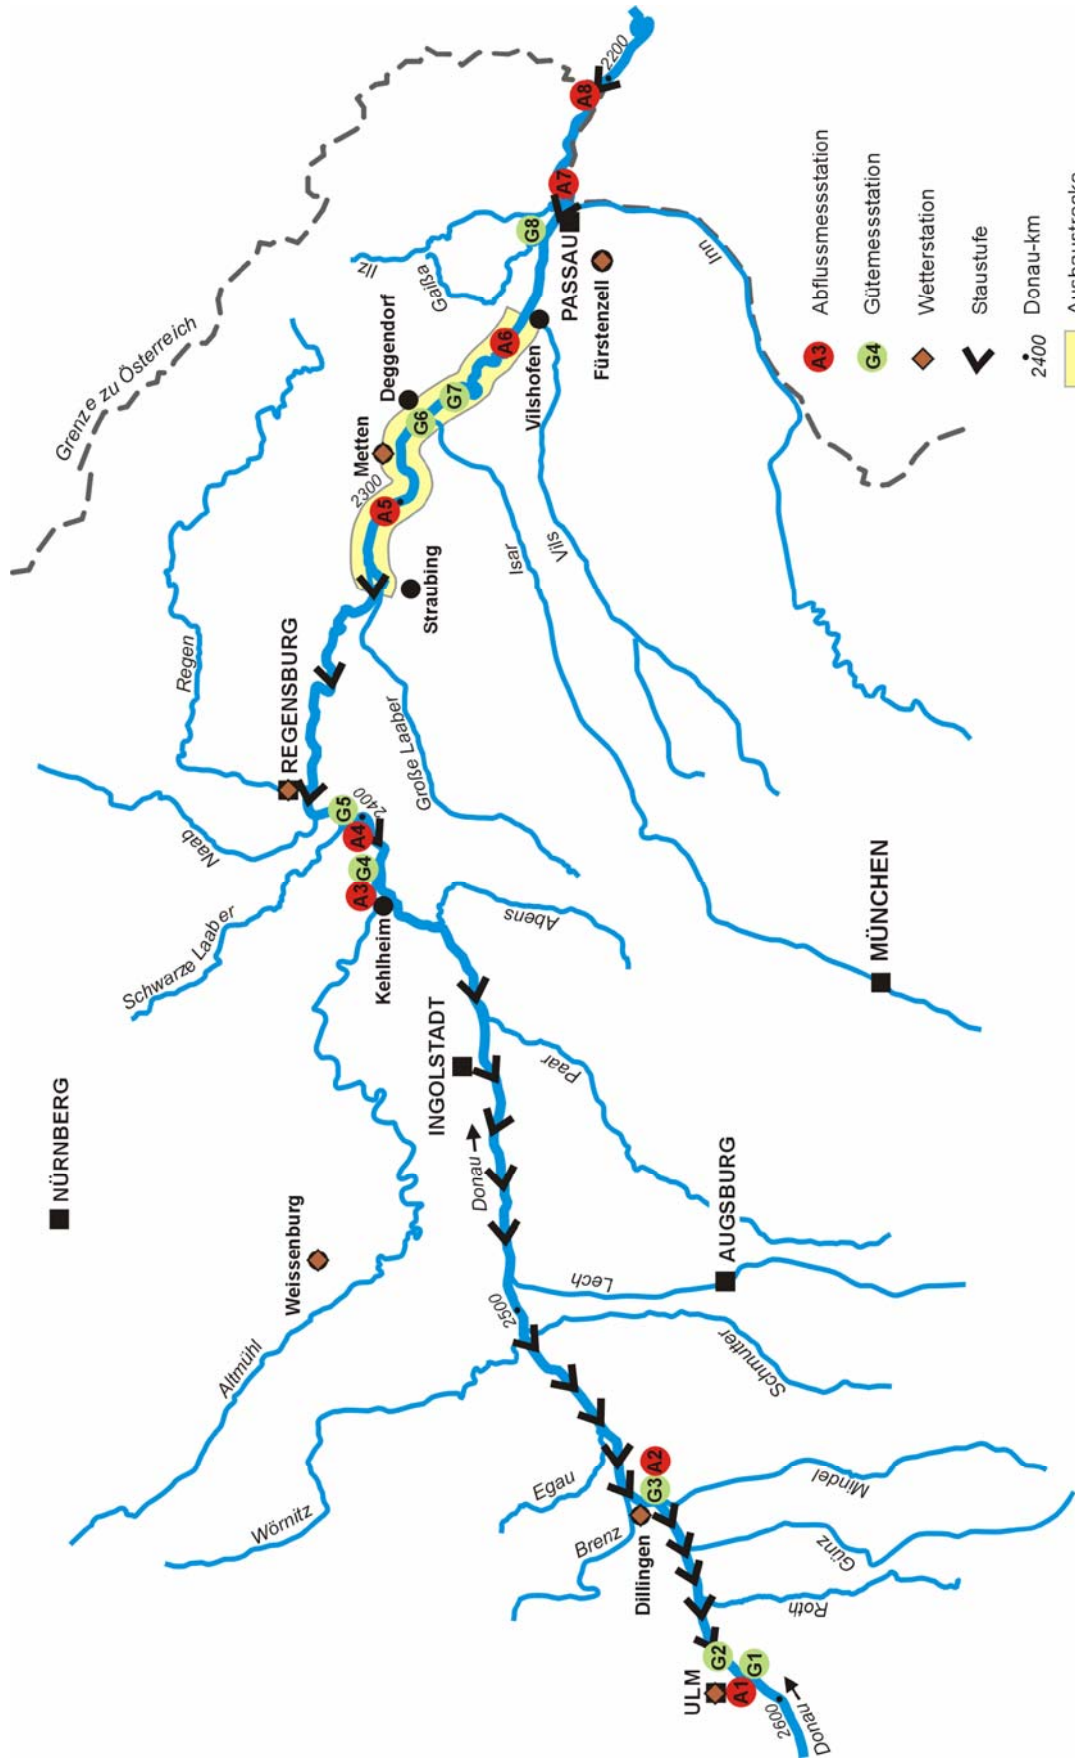 Grenze zu Österreich
NÜRNBERG
Weissenburg
Altmühl
Wörnitz
Schwarze Laaber
Naab
Regen
REGENSBURG
Kehlheim
A3
G4
A4
G5
2400
Große Laaber
Straubing
A5
2300
Metten
Deggendorf
G6
G7
A6
Vilshofen
Ilz
Gaißa
G8
PASSAU
A7
A8
2200
Fürstenzell
Inn
Isar
Vils
INGOLSTADT
Donau
Abens
Paar
MÜNCHEN
AUGSBURG
Lech
2500
Schmutter
Egau
Brenz
Dillingen
G3
A2
Mindel
Günz
Roth
ULM
G2
A1
G1
2600
Donau
A3 Abflussmessstation
G4 Gütemessstation
Wetterstation
Staustufe
2400 Donau-km